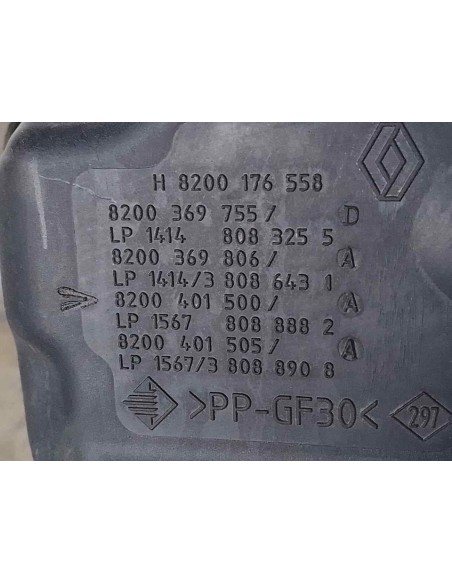 H 8200 176 558
8200 369 755/ D
LP 1414 808 325 5
8200 369 806/ A
LP 1414/3 808 643 1
8200 401 500/ A
LP 1567 808 888 2
8200 401 505/ A
LP 1567/3 808 890 8
>PP-GF30< 297